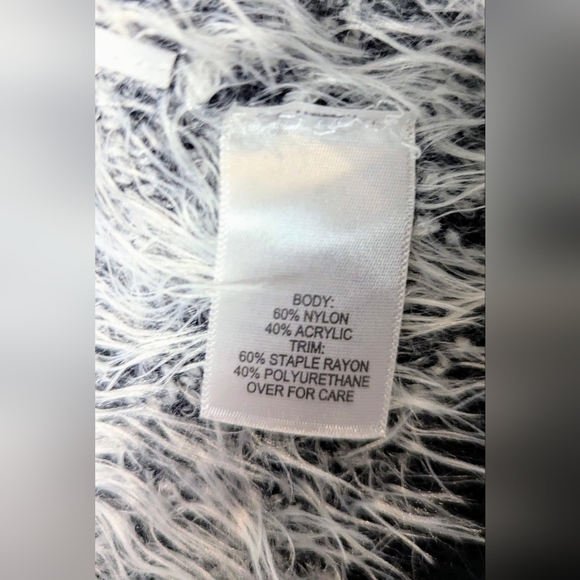 BODY:
60% NYLON
40% ACRYLIC
TRIM:
60% STAPLE RAYON
40% POLYURETHANE
OVER FOR CARE